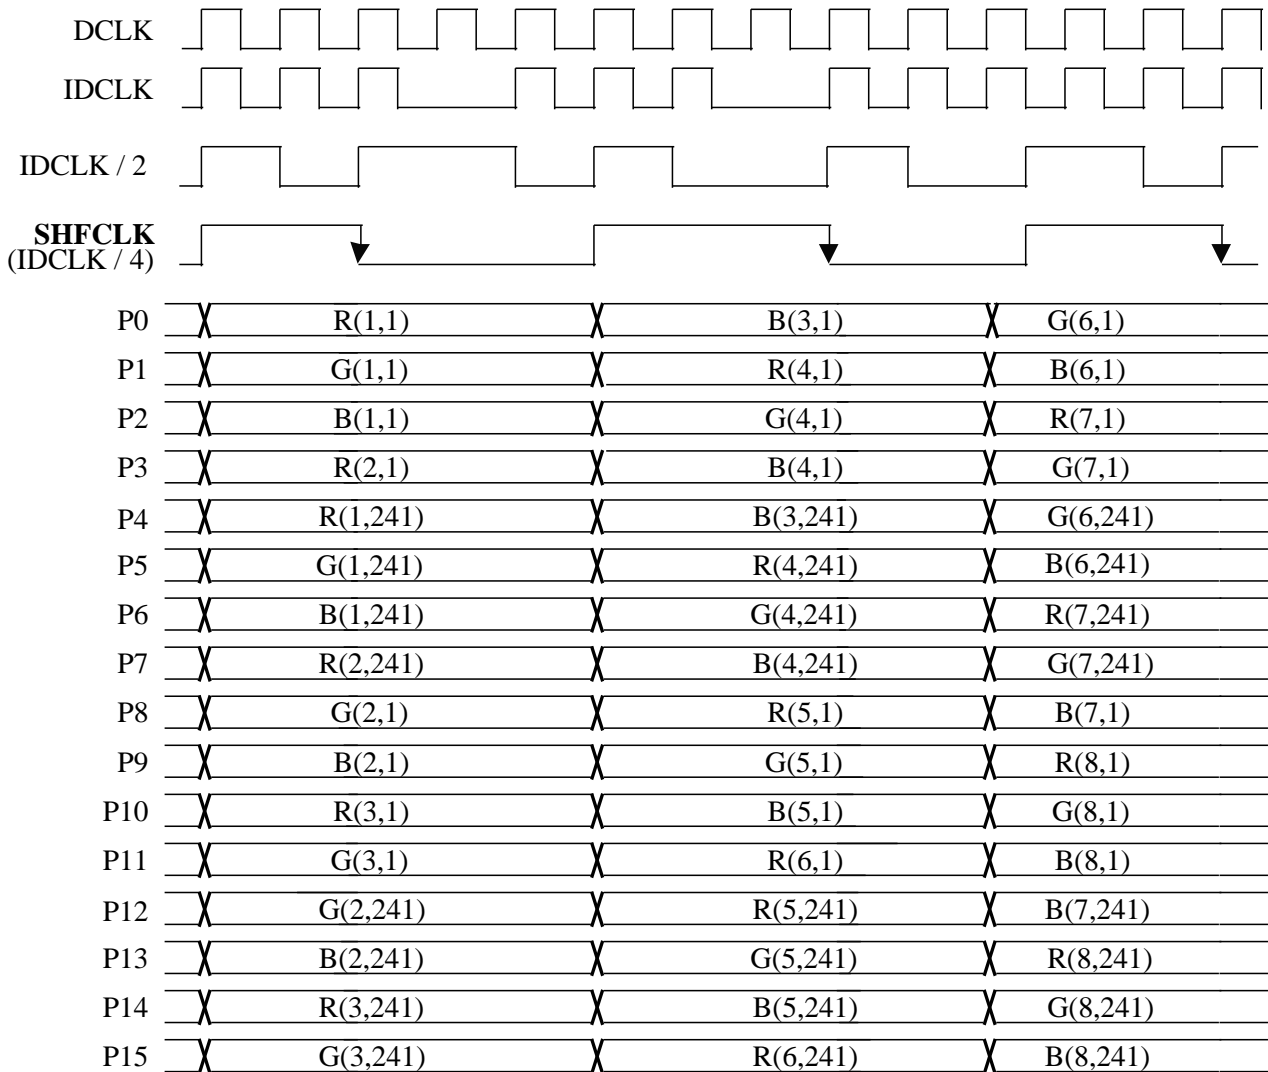 DCLK
IDCLK
IDCLK / 2
SHFCLK
(IDCLK / 4)
P0 R(1,1) B(3,1) G(6,1)
P1 G(1,1) R(4,1) B(6,1)
P2 B(1,1) G(4,1) R(7,1)
P3 R(2,1) B(4,1) G(7,1)
P4 R(1,241) B(3,241) G(6,241)
P5 G(1,241) R(4,241) B(6,241)
P6 B(1,241) G(4,241) R(7,241)
P7 R(2,241) B(4,241) G(7,241)
P8 G(2,1) R(5,1) B(7,1)
P9 B(2,1) G(5,1) R(8,1)
P10 R(3,1) B(5,1) G(8,1)
P11 G(3,1) R(6,1) B(8,1)
P12 G(2,241) R(5,241) B(7,241)
P13 B(2,241) G(5,241) R(8,241)
P14 R(3,241) B(5,241) G(8,241)
P15 G(3,241) R(6,241) B(8,241)